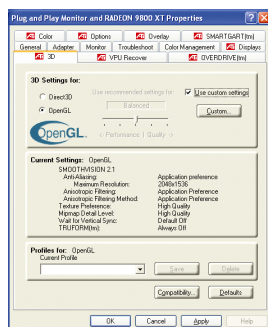 Plug and Play Monitor and RADEON 9800 XT Properties
Color Options Overlay SMARTGART(tm)
General Adapter Monitor Troubleshoot Color Management Displays
3D VPU Recover OVERDRIVE(tm)
3D Settings for:
Direct3D
OpenGL
Use recommended settings for:
Balanced
< Performance | Quality >
Use custom settings
Custom...
OpenGL
Current Settings: OpenGL
SMOOTHVISION 2.1
Anti-Aliasing: Application preference
Maximum Resolution: 2048x1536
Anisotropic Filtering: Application Preference
Anisotropic Filtering Method: Application Preference
Texture Preference: High Quality
Mipmap Detail Level: High Quality
Wait for Vertical Sync: Default Off
TRUFORM(tm): Always Off
Profiles for: OpenGL
Current Profile
Save Delete
Compatibility... Defaults
OK Cancel Apply Help